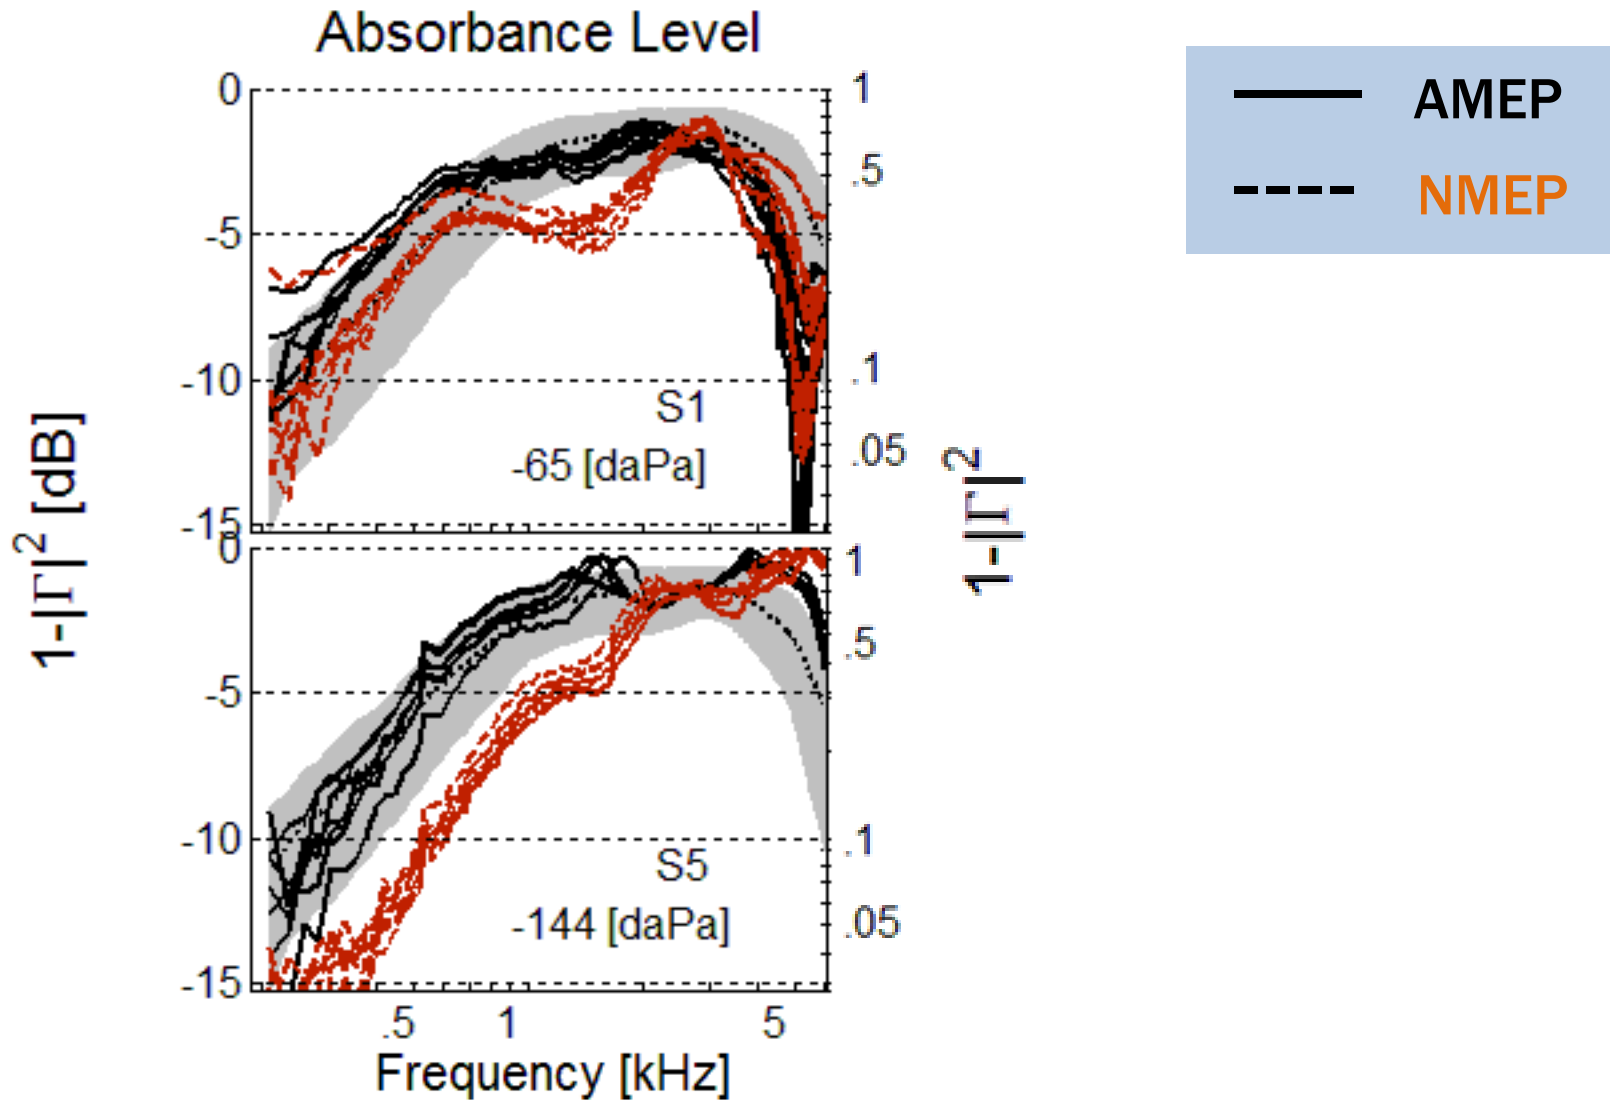 Absorbance Level
AMEP
NMEP
0
-5
-10
-15
1
.5
.1
.05
S1
-65 [daPa]
1-|Γ|² [dB]
1-|Γ|²
0
-5
-10
-15
1
.5
.1
.05
S5
-144 [daPa]
.5 1 5
Frequency [kHz]